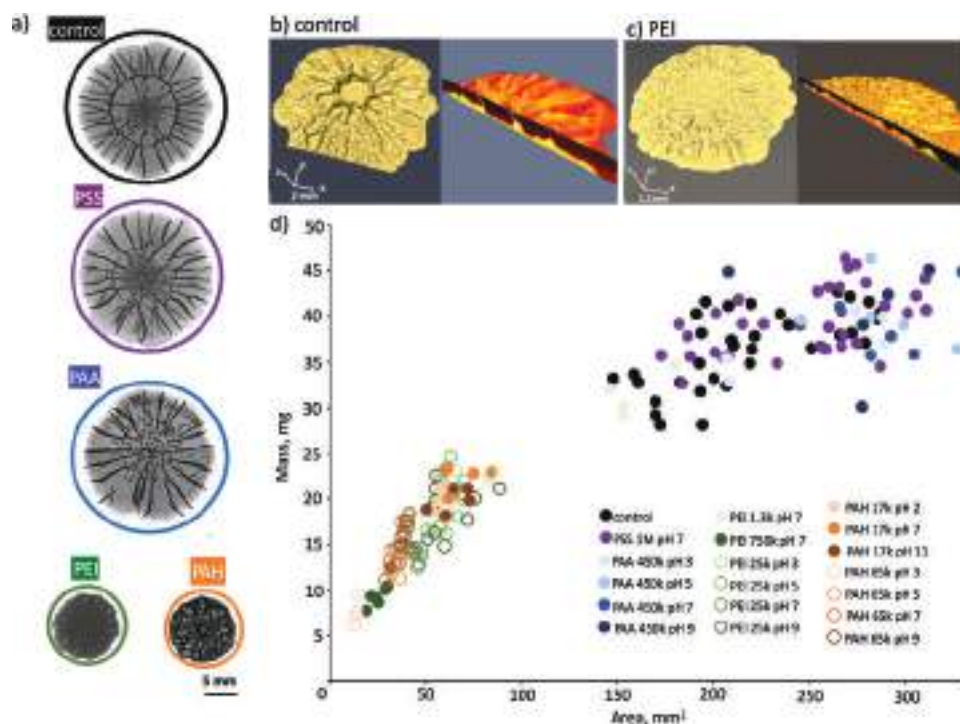 a)
control
PSS
PAA
PEI
PAH
5 mm
b) control
c) PEI
2 mm
d)
Mass, mg
50
45
40
35
30
25
20
15
10
5
0
50
100
150
200
250
300
Area, mm²
control
PSS 1M pH 7
PAA 450k pH 3
PAA 450k pH 5
PAA 450k pH 7
PAA 450k pH 9
PEI 1.3k pH 7
PEI 750k pH 7
PEI 25k pH 3
PEI 25k pH 5
PEI 25k pH 7
PEI 25k pH 9
PAH 17k pH 2
PAH 17k pH 7
PAH 17k pH 11
PAH 65k pH 3
PAH 65k pH 5
PAH 65k pH 7
PAH 65k pH 9